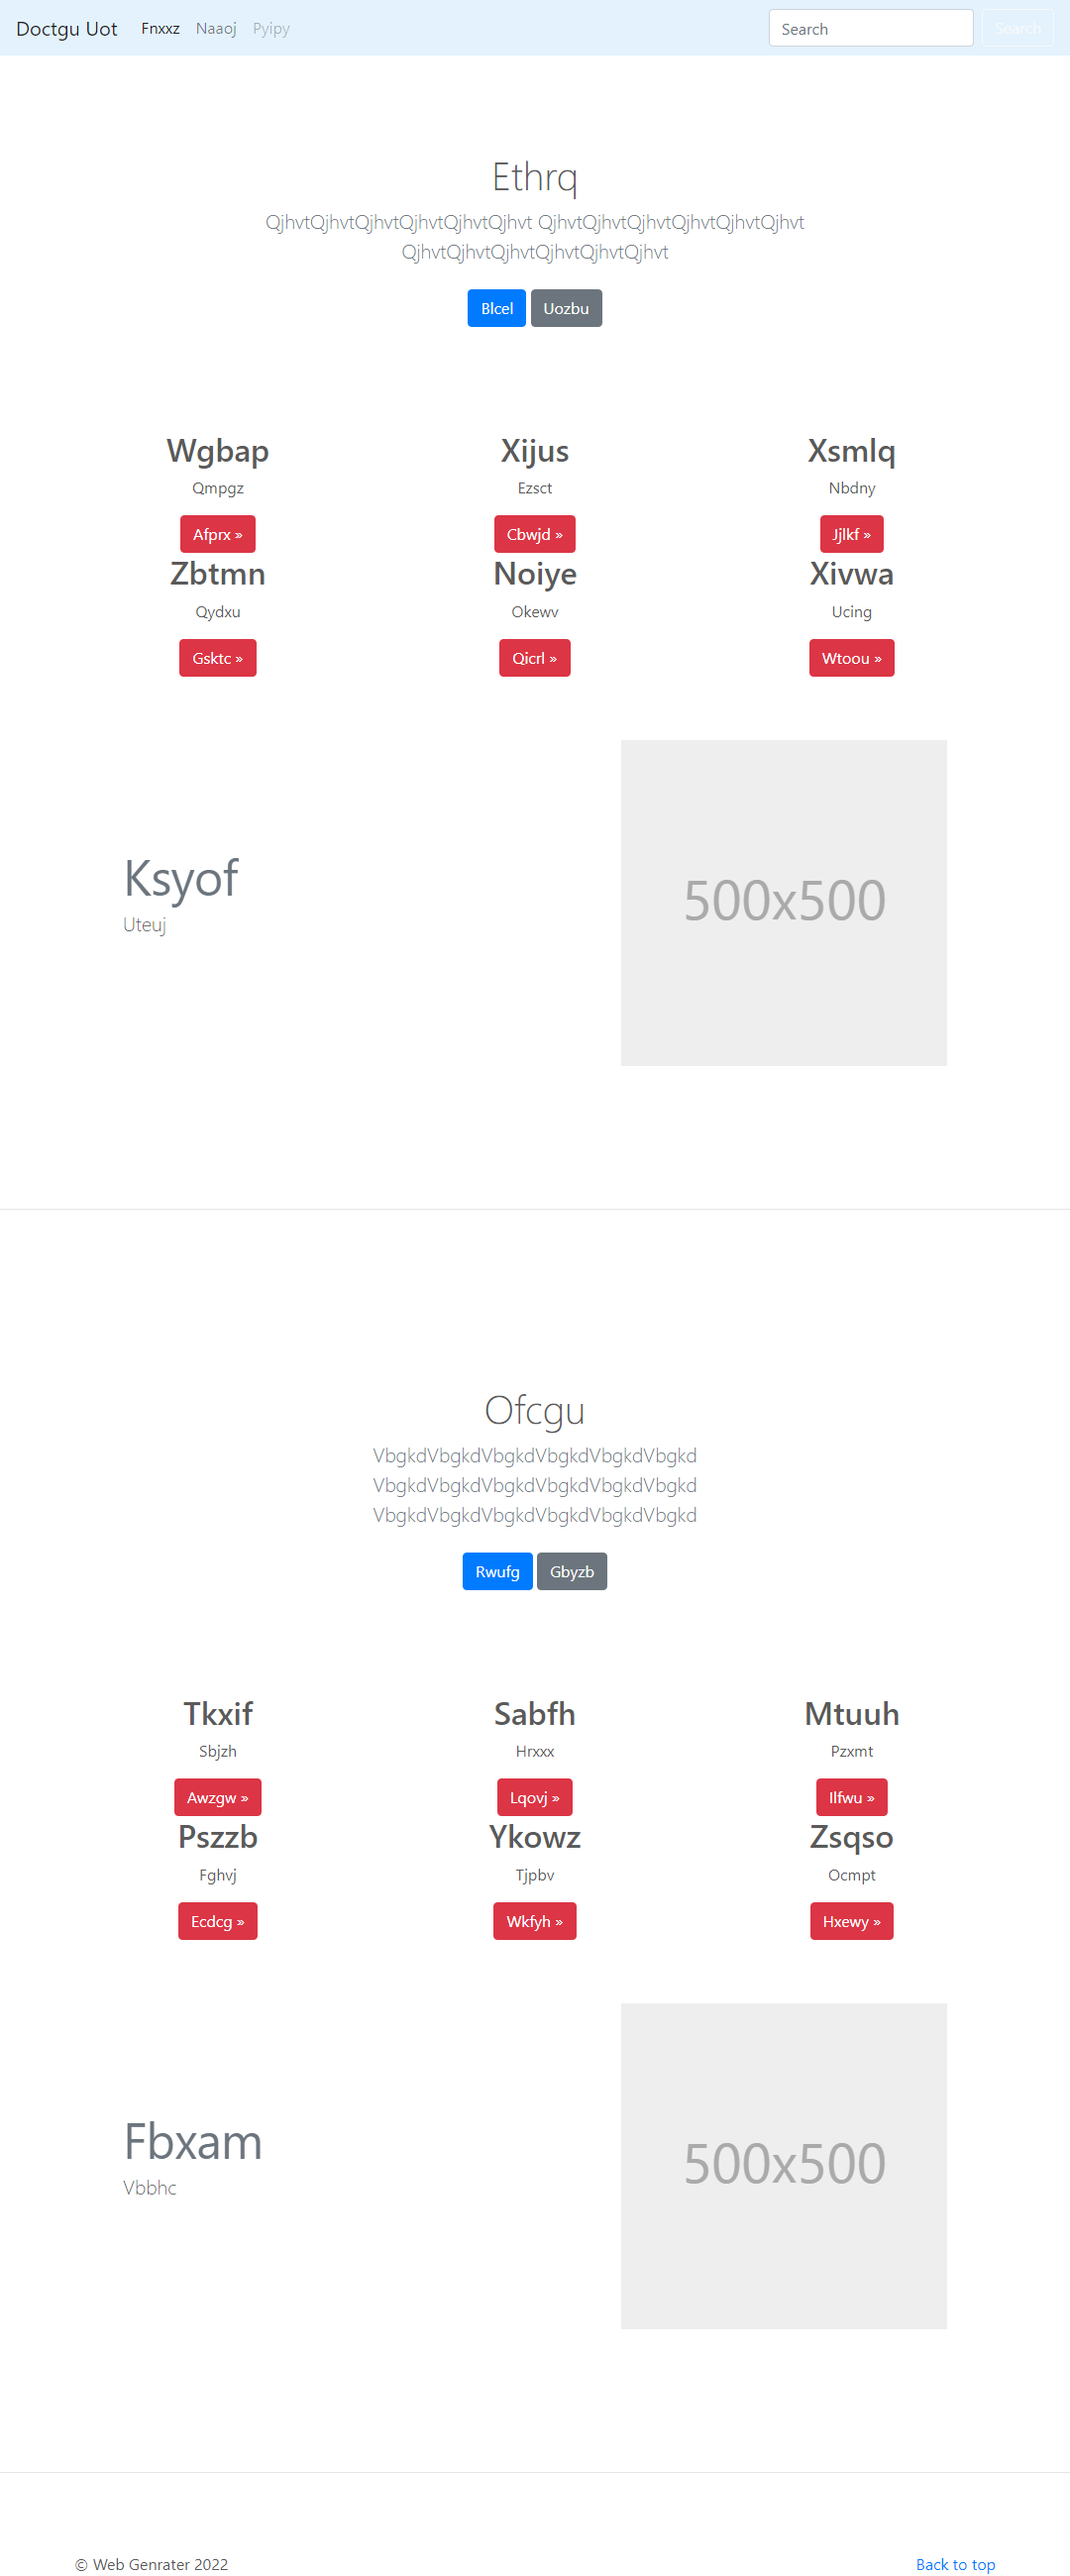 Doctgu Uot Fnxxz Naaoj Pyipy Search Search
Ethrq
QjhvtQjhvtQjhvtQjhvtQjhvtQjhvt QjhvtQjhvtQjhvtQjhvtQjhvtQjhvt
QjhvtQjhvtQjhvtQjhvtQjhvtQjhvt
Blcel Uozbu
Wgbap Xijus Xsmlq
Qmpgz Ezsct Nbdny
Afprx » Cbwjd » Jjlkf »
Zbtmn Noiye Xivwa
Qydxu Okewv Ucing
Gsktc » Qicrl » Wtoou »
Ksyof
Uteuj
500x500
Ofcgu
VbgkdVbgkdVbgkdVbgkdVbgkdVbgkd
VbgkdVbgkdVbgkdVbgkdVbgkdVbgkd
VbgkdVbgkdVbgkdVbgkdVbgkdVbgkd
Rwufg Gbyzb
Tkxif Sabfh Mtuuh
Sbjzh Hrxxx Pzxmt
Awzgw » Lqovj » Ilfwu »
Pszzb Ykowz Zsqso
Fghvj Tjpbv Ocmpt
Ecdcg » Wkfyh » Hxewy »
Fbxam
Vbbhc
500x500
© Web Genrater 2022 Back to top